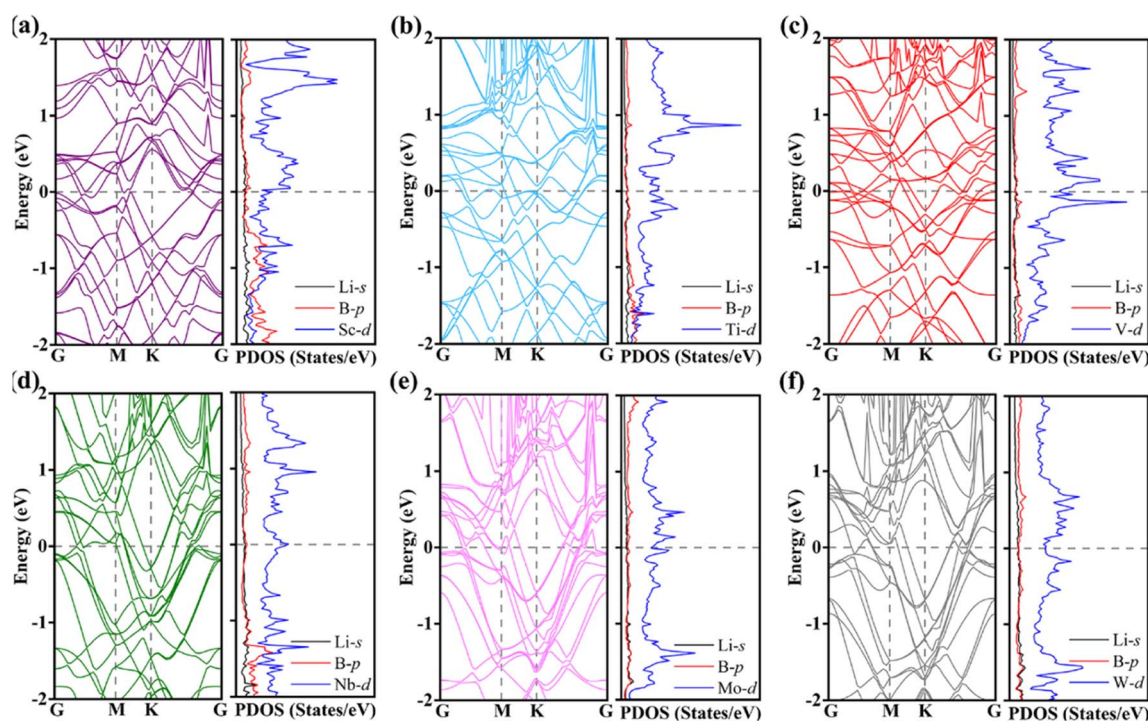 (a)
2
1
0
-1
-2
Energy (eV)
G M K G
Li-s
B-p
Sc-d
PDOS (States/eV)
(b)
2
1
0
-1
-2
Energy (eV)
G M K G
Li-s
B-p
Ti-d
PDOS (States/eV)
(c)
2
1
0
-1
-2
Energy (eV)
G M K G
Li-s
B-p
V-d
PDOS (States/eV)
(d)
2
1
0
-1
-2
Energy (eV)
G M K G
Li-s
B-p
Nb-d
PDOS (States/eV)
(e)
2
1
0
-1
-2
Energy (eV)
G M K G
Li-s
B-p
Mo-d
PDOS (States/eV)
(f)
2
1
0
-1
-2
Energy (eV)
G M K G
Li-s
B-p
W-d
PDOS (States/eV)